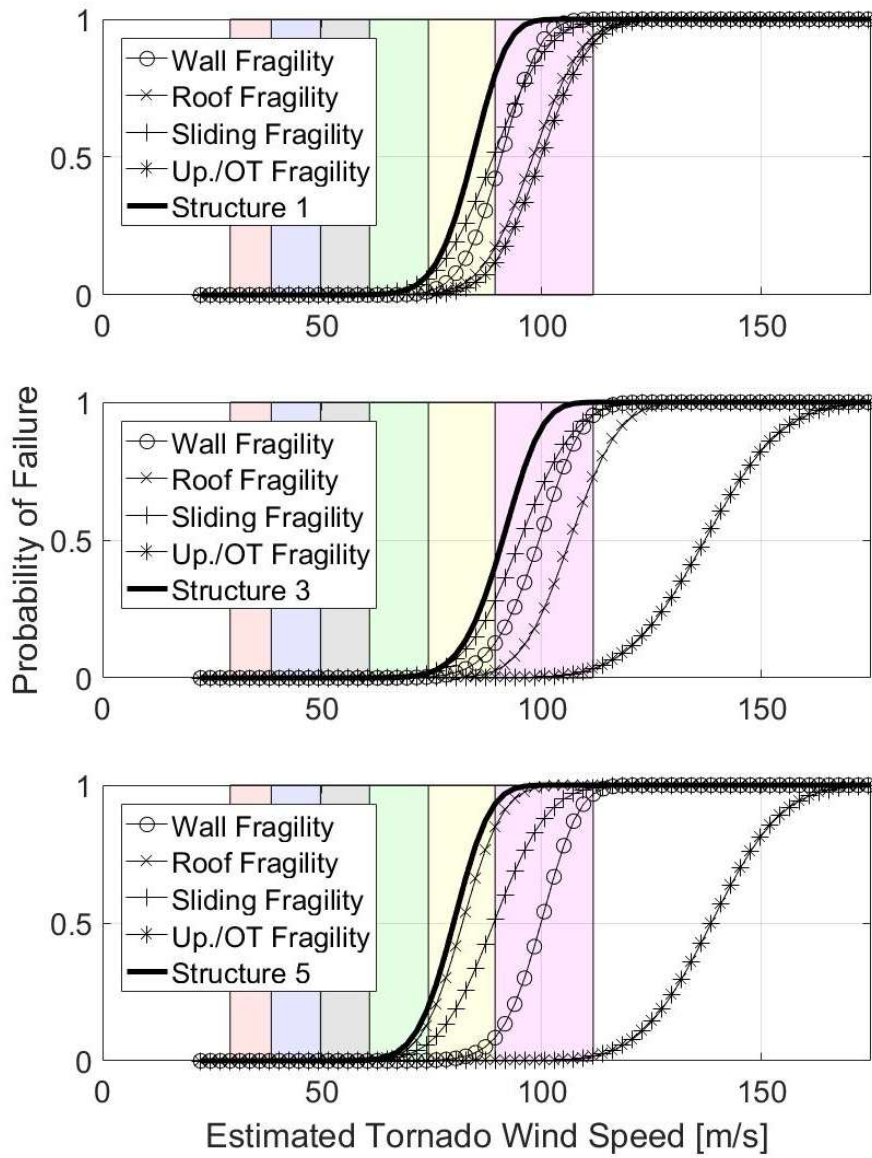 1
Wall Fragility
Roof Fragility
0.5
Sliding Fragility
Up./OT Fragility
Structure 1
0
0
50
100
150
Probability of Failure
1
Wall Fragility
Roof Fragility
0.5
Sliding Fragility
Up./OT Fragility
Structure 3
0
0
50
100
150
1
Wall Fragility
Roof Fragility
0.5
Sliding Fragility
Up./OT Fragility
Structure 5
0
0
50
100
150
Estimated Tornado Wind Speed [m/s]